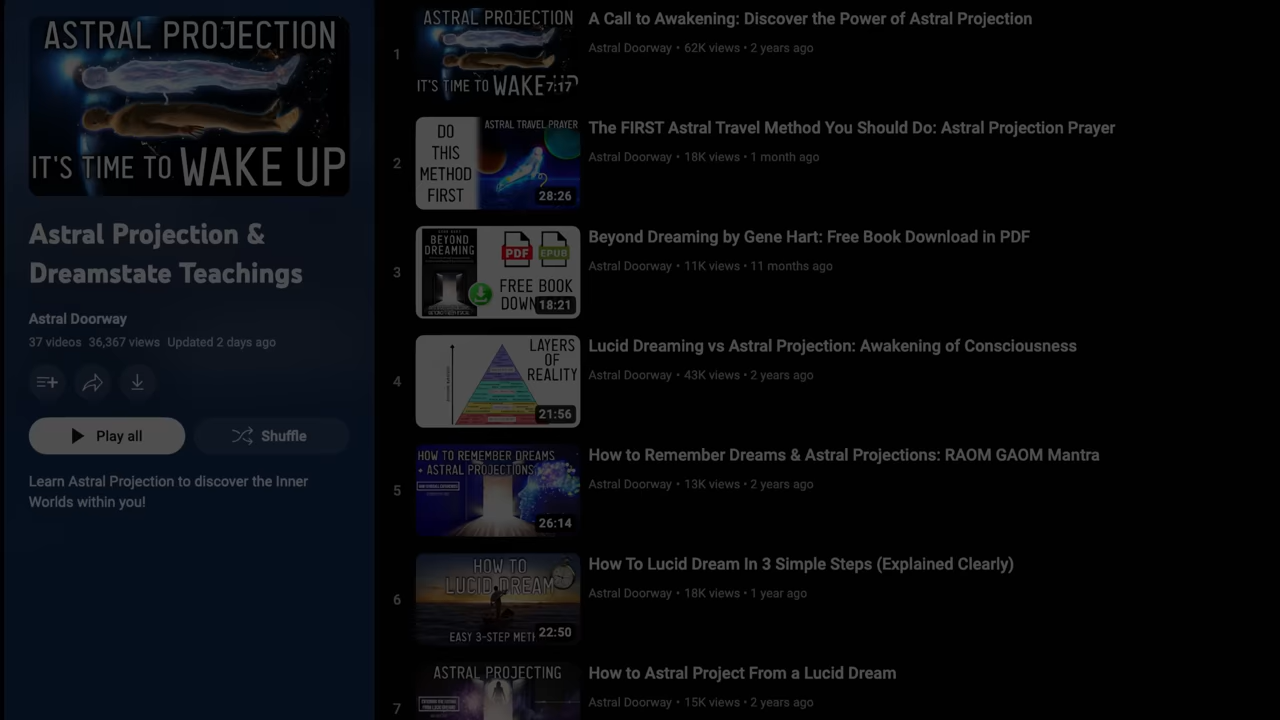 ASTRAL PROJECTION
IT'S TIME TO WAKE UP
Astral Projection &
Dreamstate Teachings
Astral Doorway
37 videos 36,367 views Updated 2 days ago
Play all
Shuffle
Learn Astral Projection to discover the Inner
Worlds within you!
1
ASTRAL PROJECTION
IT'S TIME TO WAKE
7:17
A Call to Awakening: Discover the Power of Astral Projection
Astral Doorway • 62K views • 2 years ago
2
DO
THIS
METHOD
FIRST
ASTRAL TRAVEL PRAYER
28:26
The FIRST Astral Travel Method You Should Do: Astral Projection Prayer
Astral Doorway • 18K views • 1 month ago
3
BEYOND
DREAMING
PDF
EPUB
FREE BOOK
DOWN
18:21
Beyond Dreaming by Gene Hart: Free Book Download in PDF
Astral Doorway • 11K views • 11 months ago
4
LAYERS
OF
REALITY
21:56
Lucid Dreaming vs Astral Projection: Awakening of Consciousness
Astral Doorway • 43K views • 2 years ago
5
HOW TO REMEMBER DREAMS
+ ASTRAL PROJECTIONS
26:14
How to Remember Dreams & Astral Projections: RAOM GAOM Mantra
Astral Doorway • 13K views • 2 years ago
6
HOW TO
LUCID DREAM
EASY 3-STEP METH
22:50
How To Lucid Dream In 3 Simple Steps (Explained Clearly)
Astral Doorway • 18K views • 1 year ago
7
ASTRAL PROJECTING
How to Astral Project From a Lucid Dream
Astral Doorway • 15K views • 2 years ago